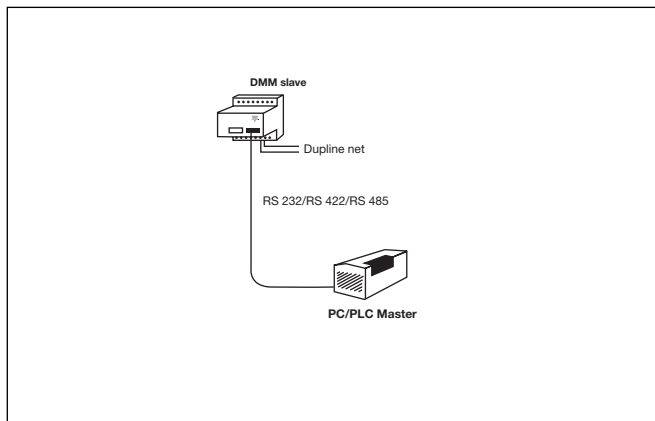 DMM slave
Dupline net
RS 232/RS 422/RS 485
PC/PLC Master